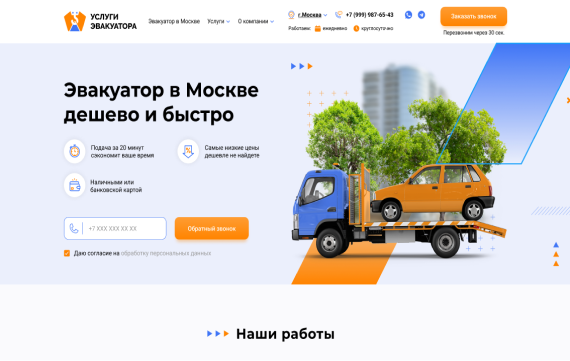 УСЛУГИ
ЭВАКУАТОРА
Эвакуатор в Москве
Услуги
О компании
г.Москва
+7 (999) 987-65-43
Работаем:
ежедневно
круглосуточно
Заказать звонок
Перезвоним через 30 сек.
Эвакуатор в Москве
дешево и быстро
Подача за 20 минут
сэкономит ваше время
Самые низкие цены
дешевле не найдете
Наличными или
банковской картой
+7 XXX XXX XX XX
Обратный звонок
Даю согласие на обработку персональных данных
Наши работы